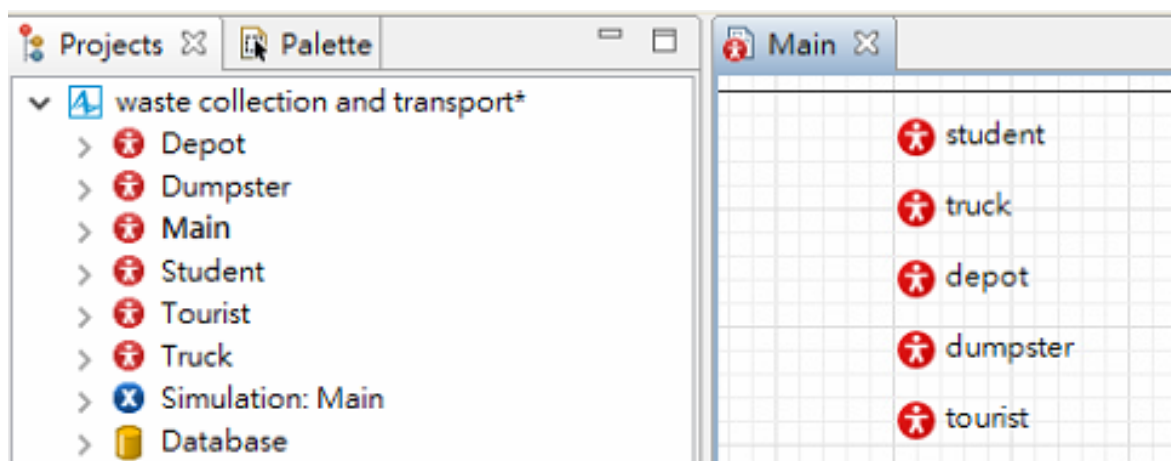 Projects
Palette
waste collection and transport*
Depot
Dumpster
Main
Student
Tourist
Truck
Simulation: Main
Database
Main
student
truck
depot
dumpster
tourist